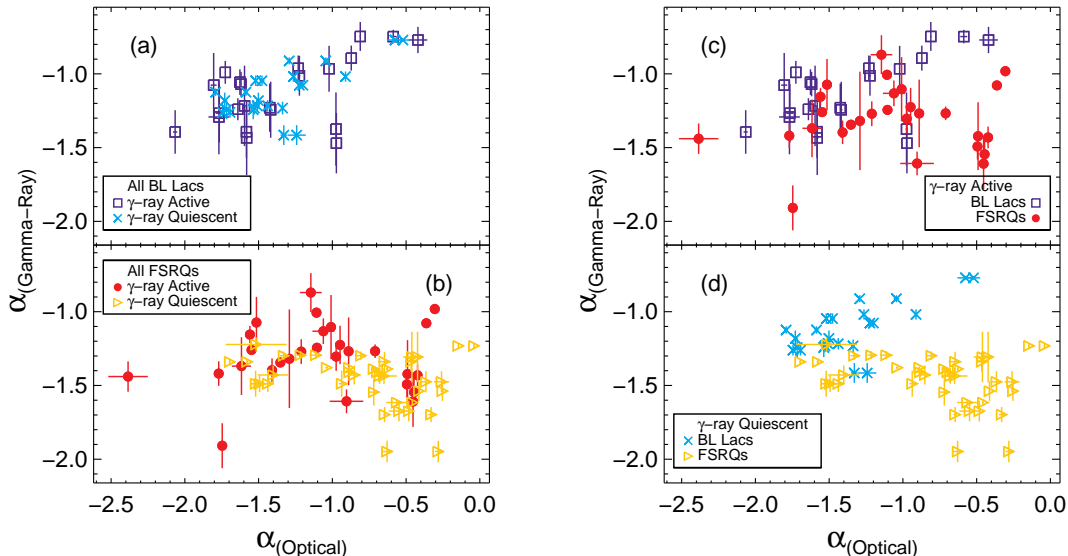 (a)
−1.0
−1.5
−2.0
All BL Lacs
γ−ray Active
γ−ray Quiescent
α(Gamma−Ray)
(b)
All FSRQs
γ−ray Active
γ−ray Quiescent
−1.0
−1.5
−2.0
−2.5 −2.0 −1.5 −1.0 −0.5 0.0
α(Optical)
(c)
−1.0
−1.5
−2.0
γ−ray Active
BL Lacs
FSRQs
α(Gamma−Ray)
(d)
−1.0
−1.5
−2.0
γ−ray Quiescent
BL Lacs
FSRQs
−2.5 −2.0 −1.5 −1.0 −0.5 0.0
α(Optical)